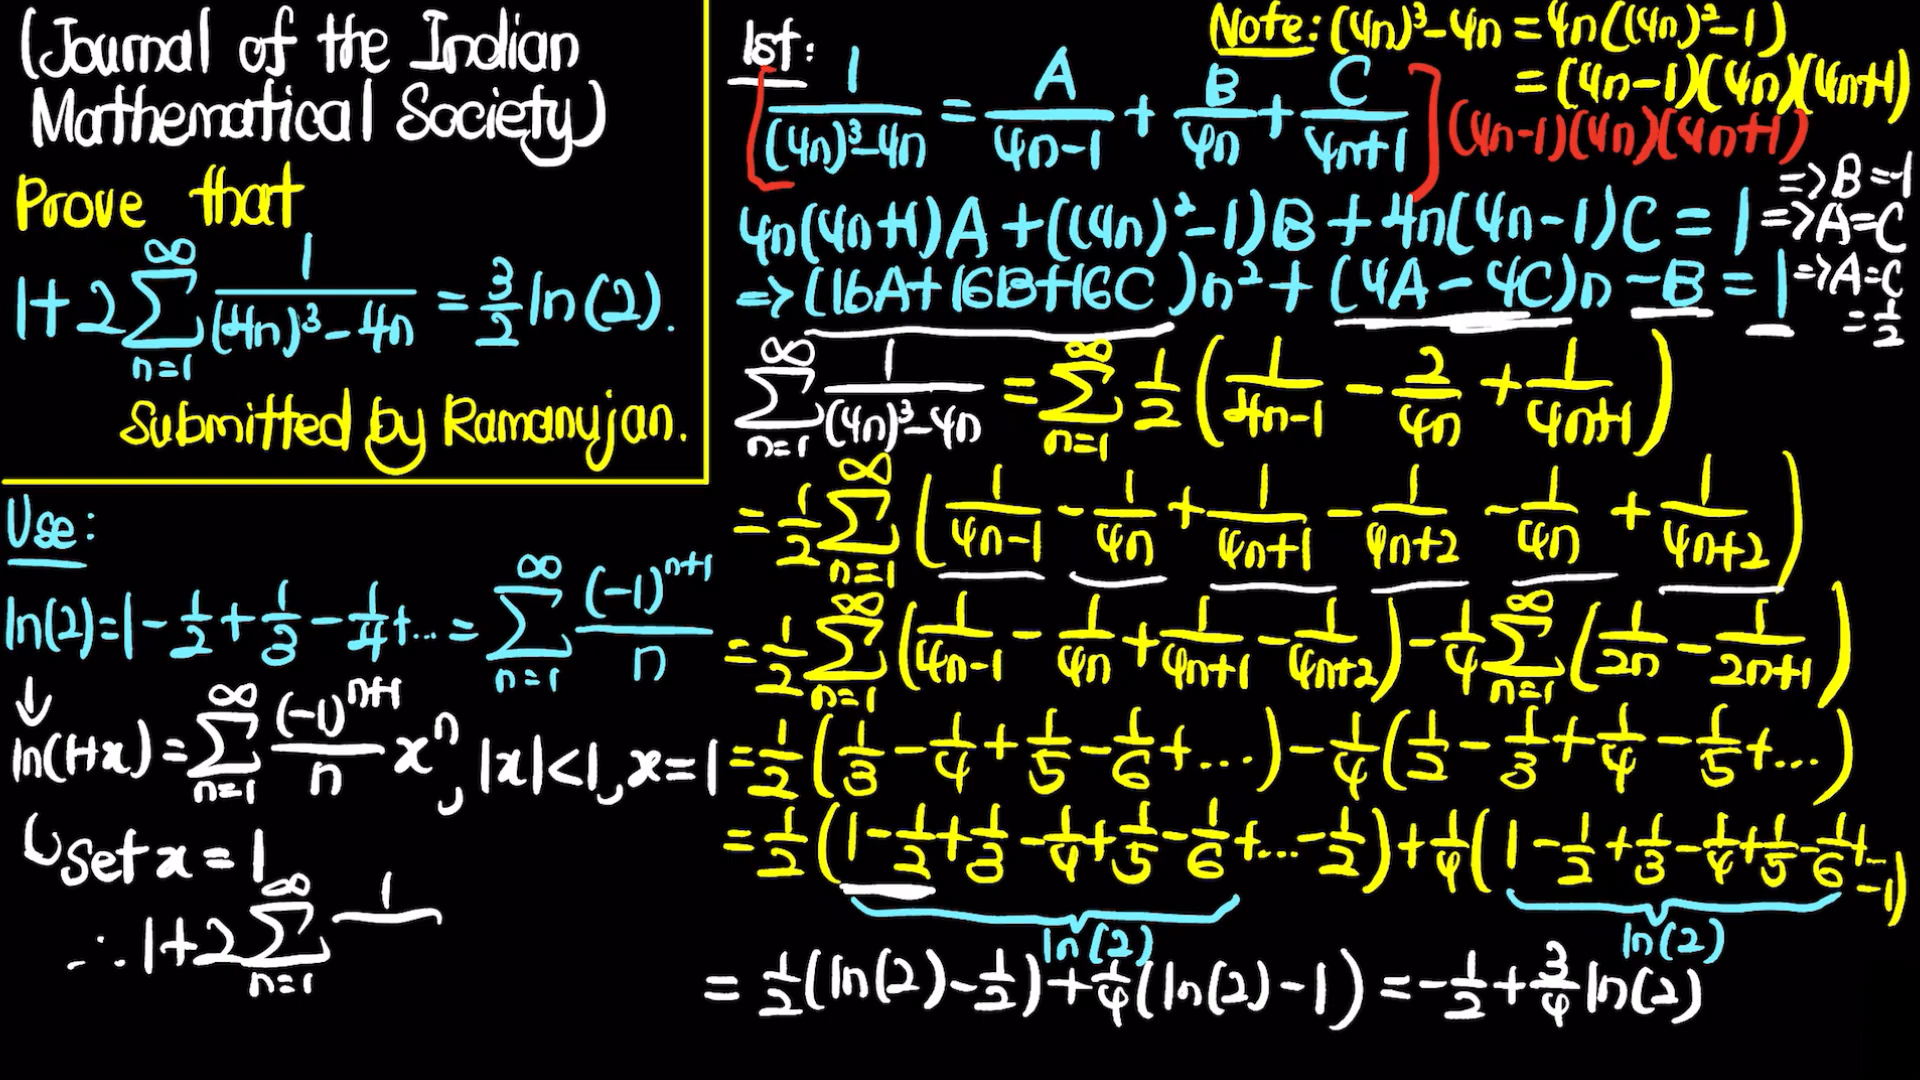 (Journal of the Indian
Mathematical Society)
Prove that
1+2∑_{n=1}^{∞} 1/((4n)³-4n) = 3/2 ln(2).
Submitted by Ramanujan.
Use:
ln(2)=1-1/2+1/3-1/4+... = ∑_{n=1}^{∞} (-1)^{n+1}/n
↓
ln(1+x) = ∑_{n=1}^{∞} (-1)^{n+1}/n x^n, |x|<1, x=1
↳ Set x=1
∴ 1+2∑_{n=1}^{∞} 1/
1st:
Note: (4n)³-4n = 4n((4n)²-1)
= (4n-1)(4n)(4n+1)
[1/((4n)³-4n) = A/(4n-1) + B/(4n) + C/(4n+1)] (4n-1)(4n)(4n+1)
=> B=-1
4n(4n+1)A + ((4n)²-1)B + 4n(4n-1)C = 1 => A=C
=> (16A+16B+16C)n² + (4A-4C)n - B = 1 => A=C
= 1/2
∑_{n=1}^{∞} 1/((4n)³-4n) = ∑_{n=1}^{∞} 1/2 (1/(4n-1) - 2/(4n) + 1/(4n+1))
= 1/2 ∑_{n=1}^{∞} (1/(4n-1) - 1/(4n) + 1/(4n+1) - 1/(4n+2) - 1/(4n) + 1/(4n+2))
= 1/2 ∑_{n=1}^{∞} (1/(4n-1) - 1/(4n) + 1/(4n+1) - 1/(4n+2)) - 1/4 ∑_{n=1}^{∞} (1/(2n) - 1/(2n+1))
= 1/2 (1/3 - 1/4 + 1/5 - 1/6 + ...) - 1/4 (1/2 - 1/3 + 1/4 - 1/5 + ...)
= 1/2 (1 - 1/2 + 1/3 - 1/4 + 1/5 - 1/6 + ... - 1/2) + 1/4 (1 - 1/2 + 1/3 - 1/4 + 1/5 - 1/6 + ... - 1)
ln(2) ln(2)
= 1/2 (ln(2) - 1/2) + 1/4 (ln(2) - 1) = -1/2 + 3/4 ln(2)